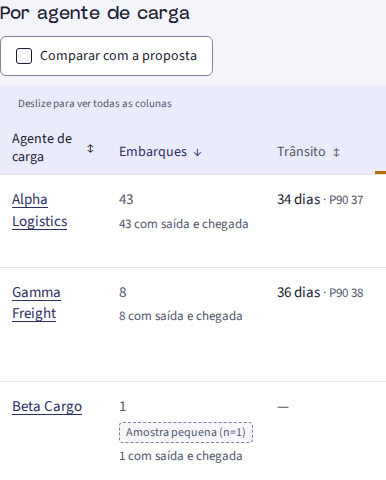 Por agente de carga
Comparar com a proposta
Deslize para ver todas as colunas
Agente de carga ↕ Embarques ↓ Trânsito ↕
Alpha Logistics
43
43 com saída e chegada
34 dias · P90 37
Gamma Freight
8
8 com saída e chegada
36 dias · P90 38
Beta Cargo
1
Amostra pequena (n=1)
1 com saída e chegada
—